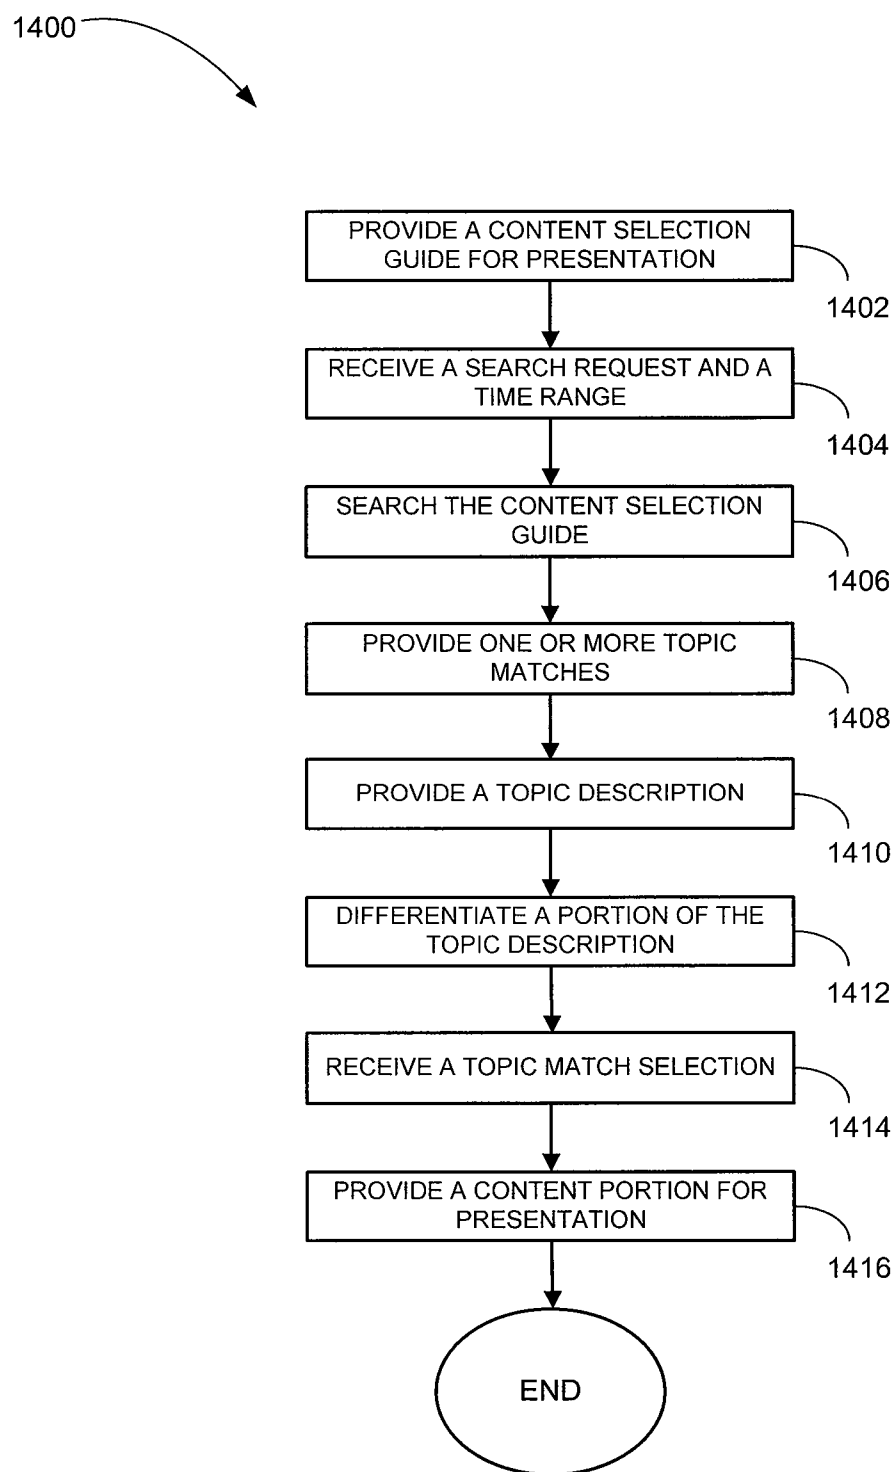 1400
PROVIDE A CONTENT SELECTION
GUIDE FOR PRESENTATION
1402
RECEIVE A SEARCH REQUEST AND A
TIME RANGE
1404
SEARCH THE CONTENT SELECTION
GUIDE
1406
PROVIDE ONE OR MORE TOPIC
MATCHES
1408
PROVIDE A TOPIC DESCRIPTION
1410
DIFFERENTIATE A PORTION OF THE
TOPIC DESCRIPTION
1412
RECEIVE A TOPIC MATCH SELECTION
1414
PROVIDE A CONTENT PORTION FOR
PRESENTATION
1416
END